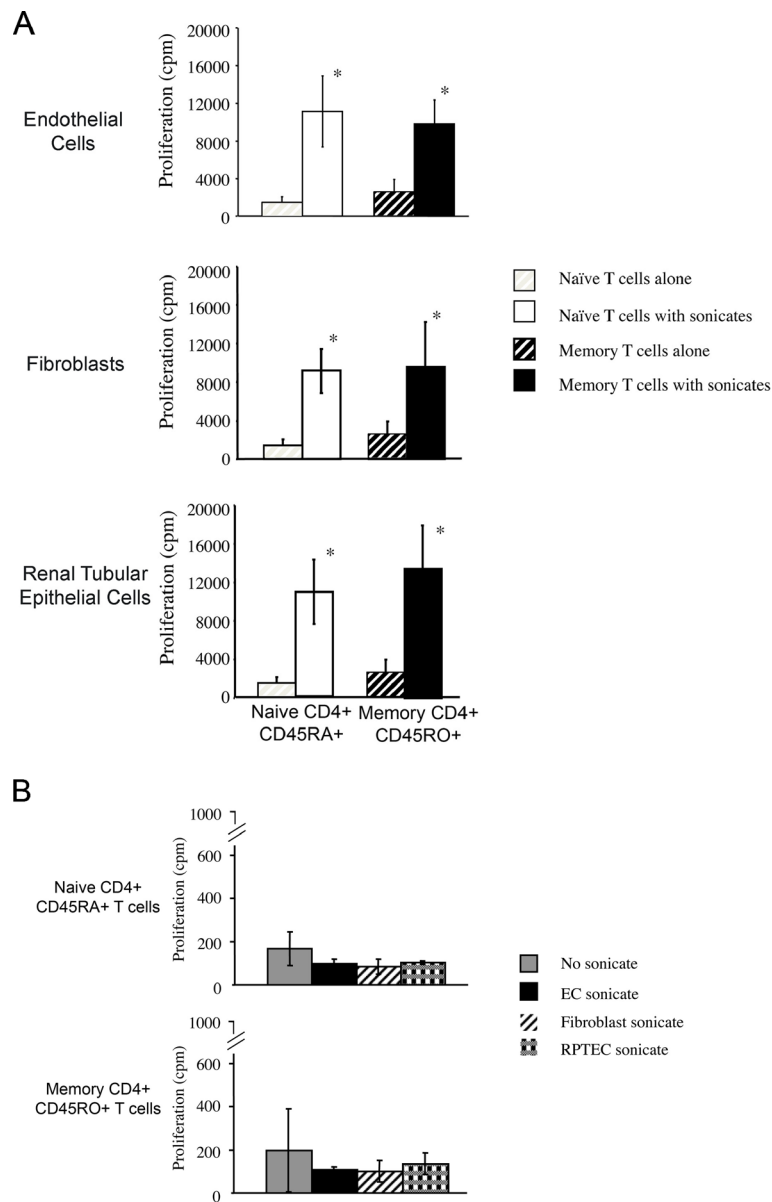 A
Endothelial
Cells
Proliferation (cpm)
20000
16000
12000
8000
4000
0
*
*
Fibroblasts
Proliferation (cpm)
20000
16000
12000
8000
4000
0
*
*
Naïve T cells alone
Naïve T cells with sonicates
Memory T cells alone
Memory T cells with sonicates
Renal Tubular
Epithelial Cells
Proliferation (cpm)
20000
16000
12000
8000
4000
0
*
*
Naive CD4+
CD45RA+
Memory CD4+
CD45RO+
B
Naive CD4+
CD45RA+ T cells
Proliferation (cpm)
1000
600
400
200
0
No sonicate
EC sonicate
Fibroblast sonicate
RPTEC sonicate
Memory CD4+
CD45RO+ T cells
Proliferation (cpm)
1000
600
400
200
0